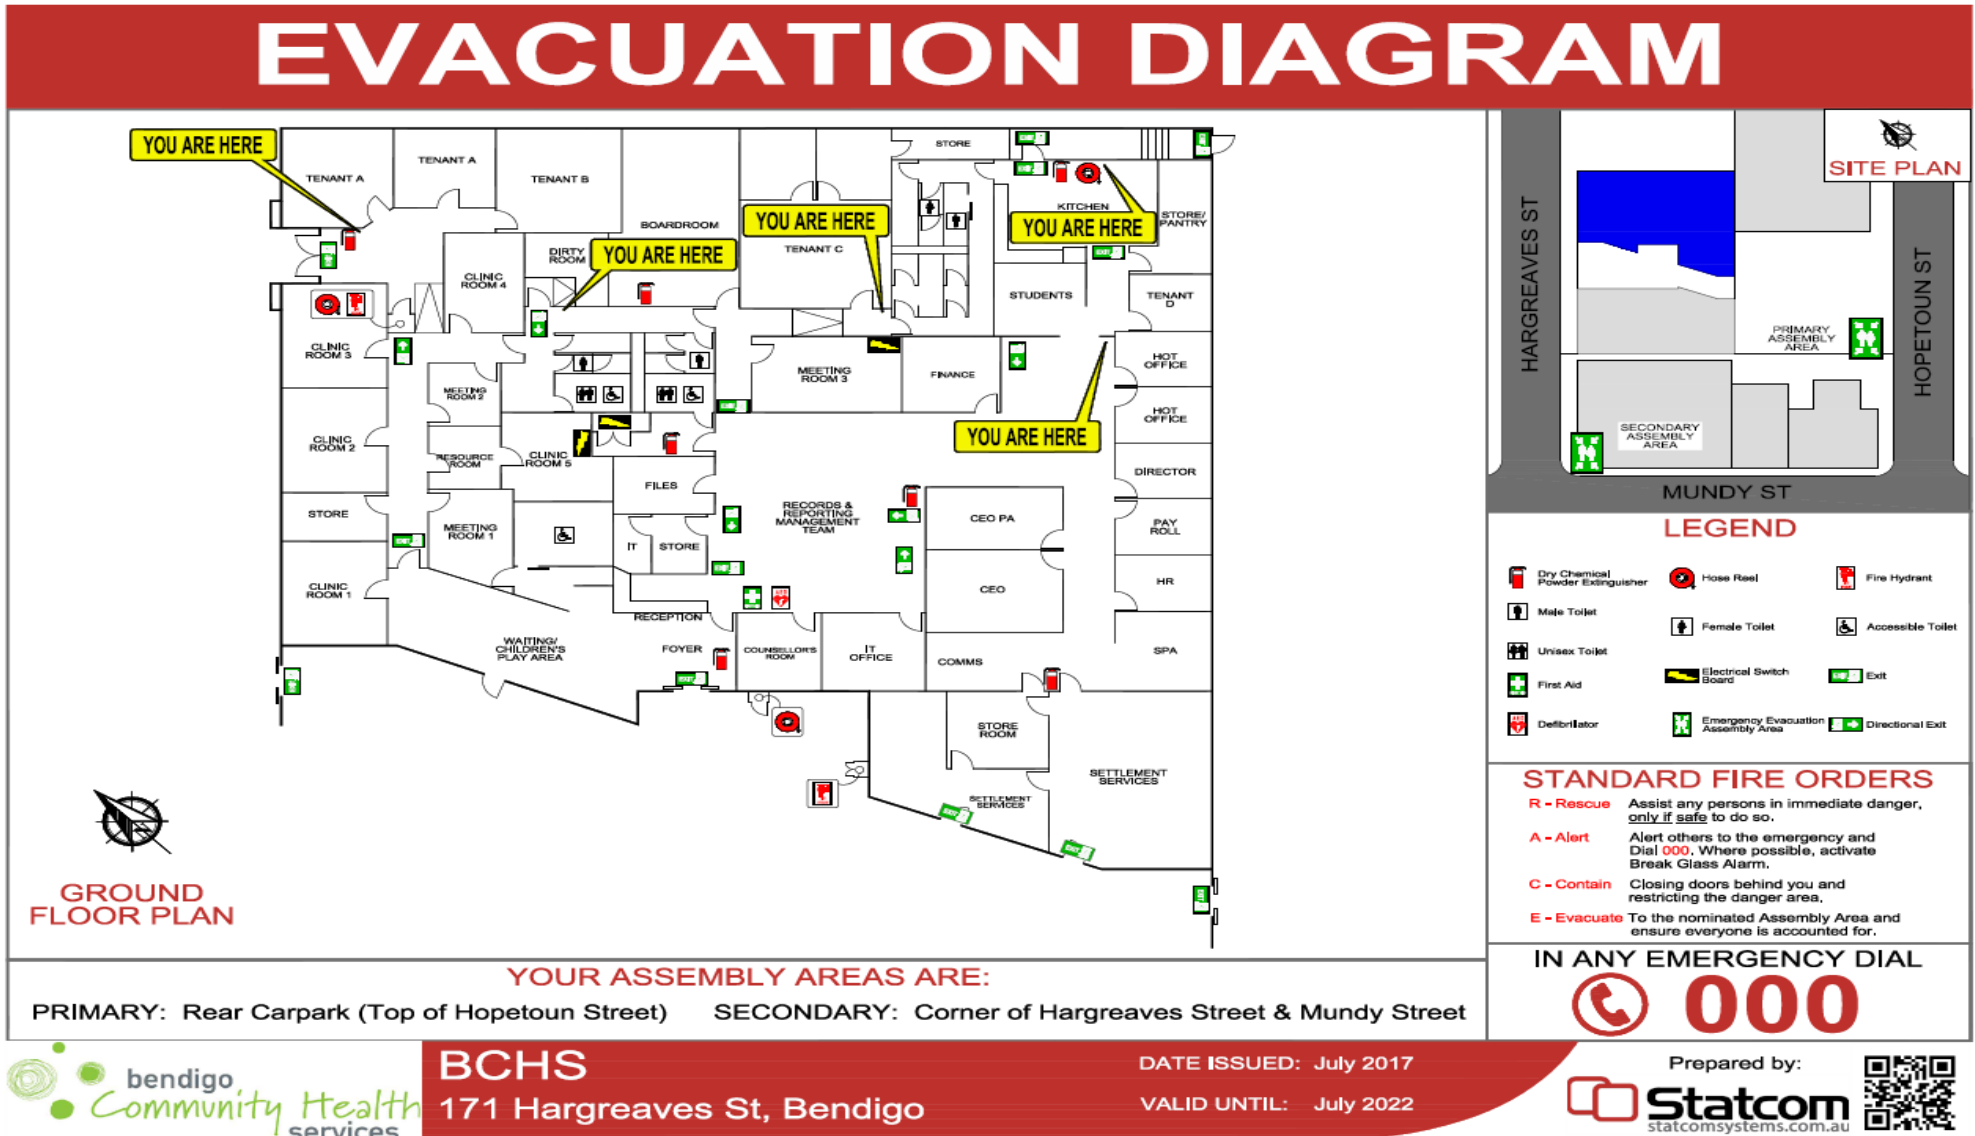 EVACUATION DIAGRAM
YOU ARE HERE
TENANT A
TENANT A
TENANT B
BOARDROOM
DIRTY
ROOM
YOU ARE HERE
YOU ARE HERE
TENANT C
STORE
KITCHEN
YOU ARE HERE
STORE/
PANTRY
CLINIC
ROOM 4
STUDENTS
TENANT
D
CLINIC
ROOM 3
MEETING
ROOM 2
MEETING
ROOM 3
FINANCE
HOT
OFFICE
HOT
OFFICE
YOU ARE HERE
CLINIC
ROOM 2
RESOURCE
ROOM
CLINIC
ROOM 5
FILES
DIRECTOR
STORE
MEETING
ROOM 1
IT
STORE
RECORDS &
REPORTING
MANAGEMENT
TEAM
CEO PA
PAY
ROLL
CLINIC
ROOM 1
CEO
HR
RECEPTION
WAITING/
CHILDREN'S
PLAY AREA
FOYER
COUNSELLOR'S
ROOM
IT
OFFICE
COMMS
SPA
STORE
ROOM
SETTLEMENT
SERVICES
SETTLEMENT
SERVICES
GROUND
FLOOR PLAN
SITE PLAN
HARGREAVES ST
HOPETOUN ST
PRIMARY
ASSEMBLY
AREA
SECONDARY
ASSEMBLY
AREA
MUNDY ST
LEGEND
Dry Chemical
Powder Extinguisher
Hose Reel
Fire Hydrant
Male Toilet
Female Toilet
Accessible Toilet
Unisex Toilet
Electrical Switch
Board
Exit
First Aid
Defibrillator
Emergency Evacuation
Assembly Area
Directional Exit
STANDARD FIRE ORDERS
R - Rescue Assist any persons in immediate danger,
only if safe to do so.
A - Alert Alert others to the emergency and
Dial 000. Where possible, activate
Break Glass Alarm.
C - Contain Closing doors behind you and
restricting the danger area.
E - Evacuate To the nominated Assembly Area and
ensure everyone is accounted for.
IN ANY EMERGENCY DIAL
000
YOUR ASSEMBLY AREAS ARE:
PRIMARY: Rear Carpark (Top of Hopetoun Street) SECONDARY: Corner of Hargreaves Street & Mundy Street
bendigo
Community Health
services
BCHS
171 Hargreaves St, Bendigo
DATE ISSUED: July 2017
VALID UNTIL: July 2022
Prepared by:
Statcom
statcomsystems.com.au